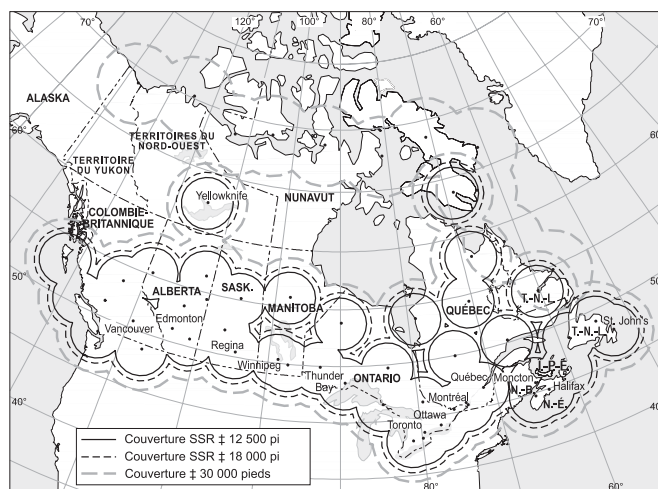 70°
120°
100°
80°
60°
70°
ALASKA
60°
TERRITOIRES DU
NORD-OUEST
TERRITOIRE
DU YUKON
60°
Yellowknife
NUNAVUT
COLOMBIE-
BRITANNIQUE
50°
ALBERTA
SASK.
MANITOBA
QUÉBEC
T.-N.-L.
T.-N.-L.
St. John's
50°
Edmonton
Vancouver
Regina
Winnipeg
Thunder
Bay
ONTARIO
Québec
Moncton
Î.-P.-É.
Halifax
N.-B.
N.-É.
Montréal
Ottawa
Toronto
40°
40°
80°
60°
Couverture SSR ‡ 12 500 pi
Couverture SSR ‡ 18 000 pi
Couverture ‡ 30 000 pieds